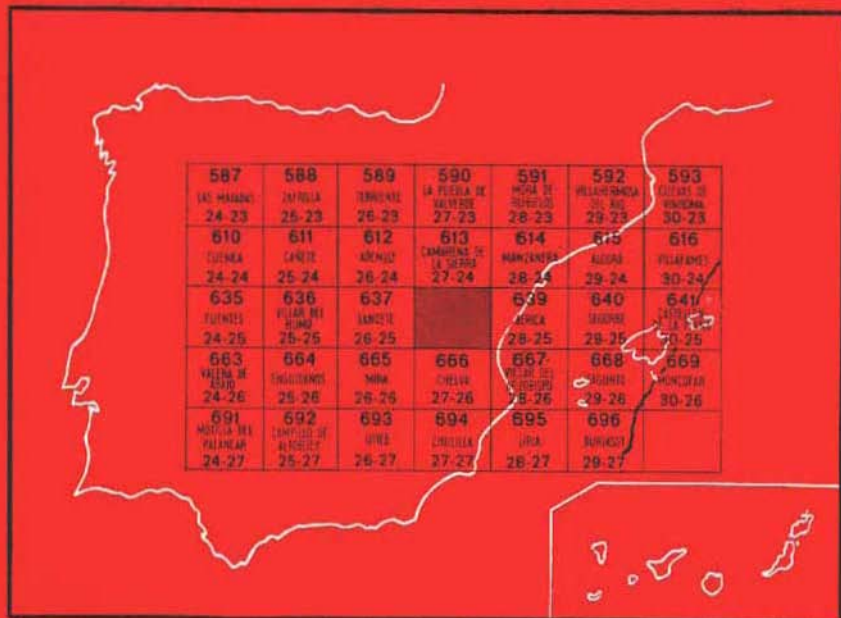 587 588 589 590 591 592 593
LAS MAJADAS ZAFRILLA TERRIENTE LA PUEBLA DE VALVERDE MORA DE RUBIELOS VILLAHERMOSA DEL RIO CUEVAS DE VINROMA
24-23 25-23 26-23 27-23 28-23 29-23 30-23
610 611 612 613 614 615 616
CUENCA CAÑETE ADEMUZ CAMARENA DE LA SIERRA MANZANERA ALCORA VILLAFAMES
24-24 25-24 26-24 27-24 28-24 29-24 30-24
635 636 637 639 640 641
FUENTES VILLAR DEL HUMO LANDETE JERICA SEGORBE LA
24-25 25-25 26-25 28-25 29-25 30-25
663 664 665 666 667 668 669
VALERA DE ABAJO ENGUIDANOS MIRA CHELVA VILLAR DEL SAGUNTO MONCOFAR
24-26 25-26 26-26 27-26 28-26 29-26 30-26
691 692 693 694 695 696
MOTILLA DEL PALANCAR CAMPILLO DE UTIEL CHULILLA LIRIA BURJASOT
24-27 25-27 26-27 27-27 28-27 29-27